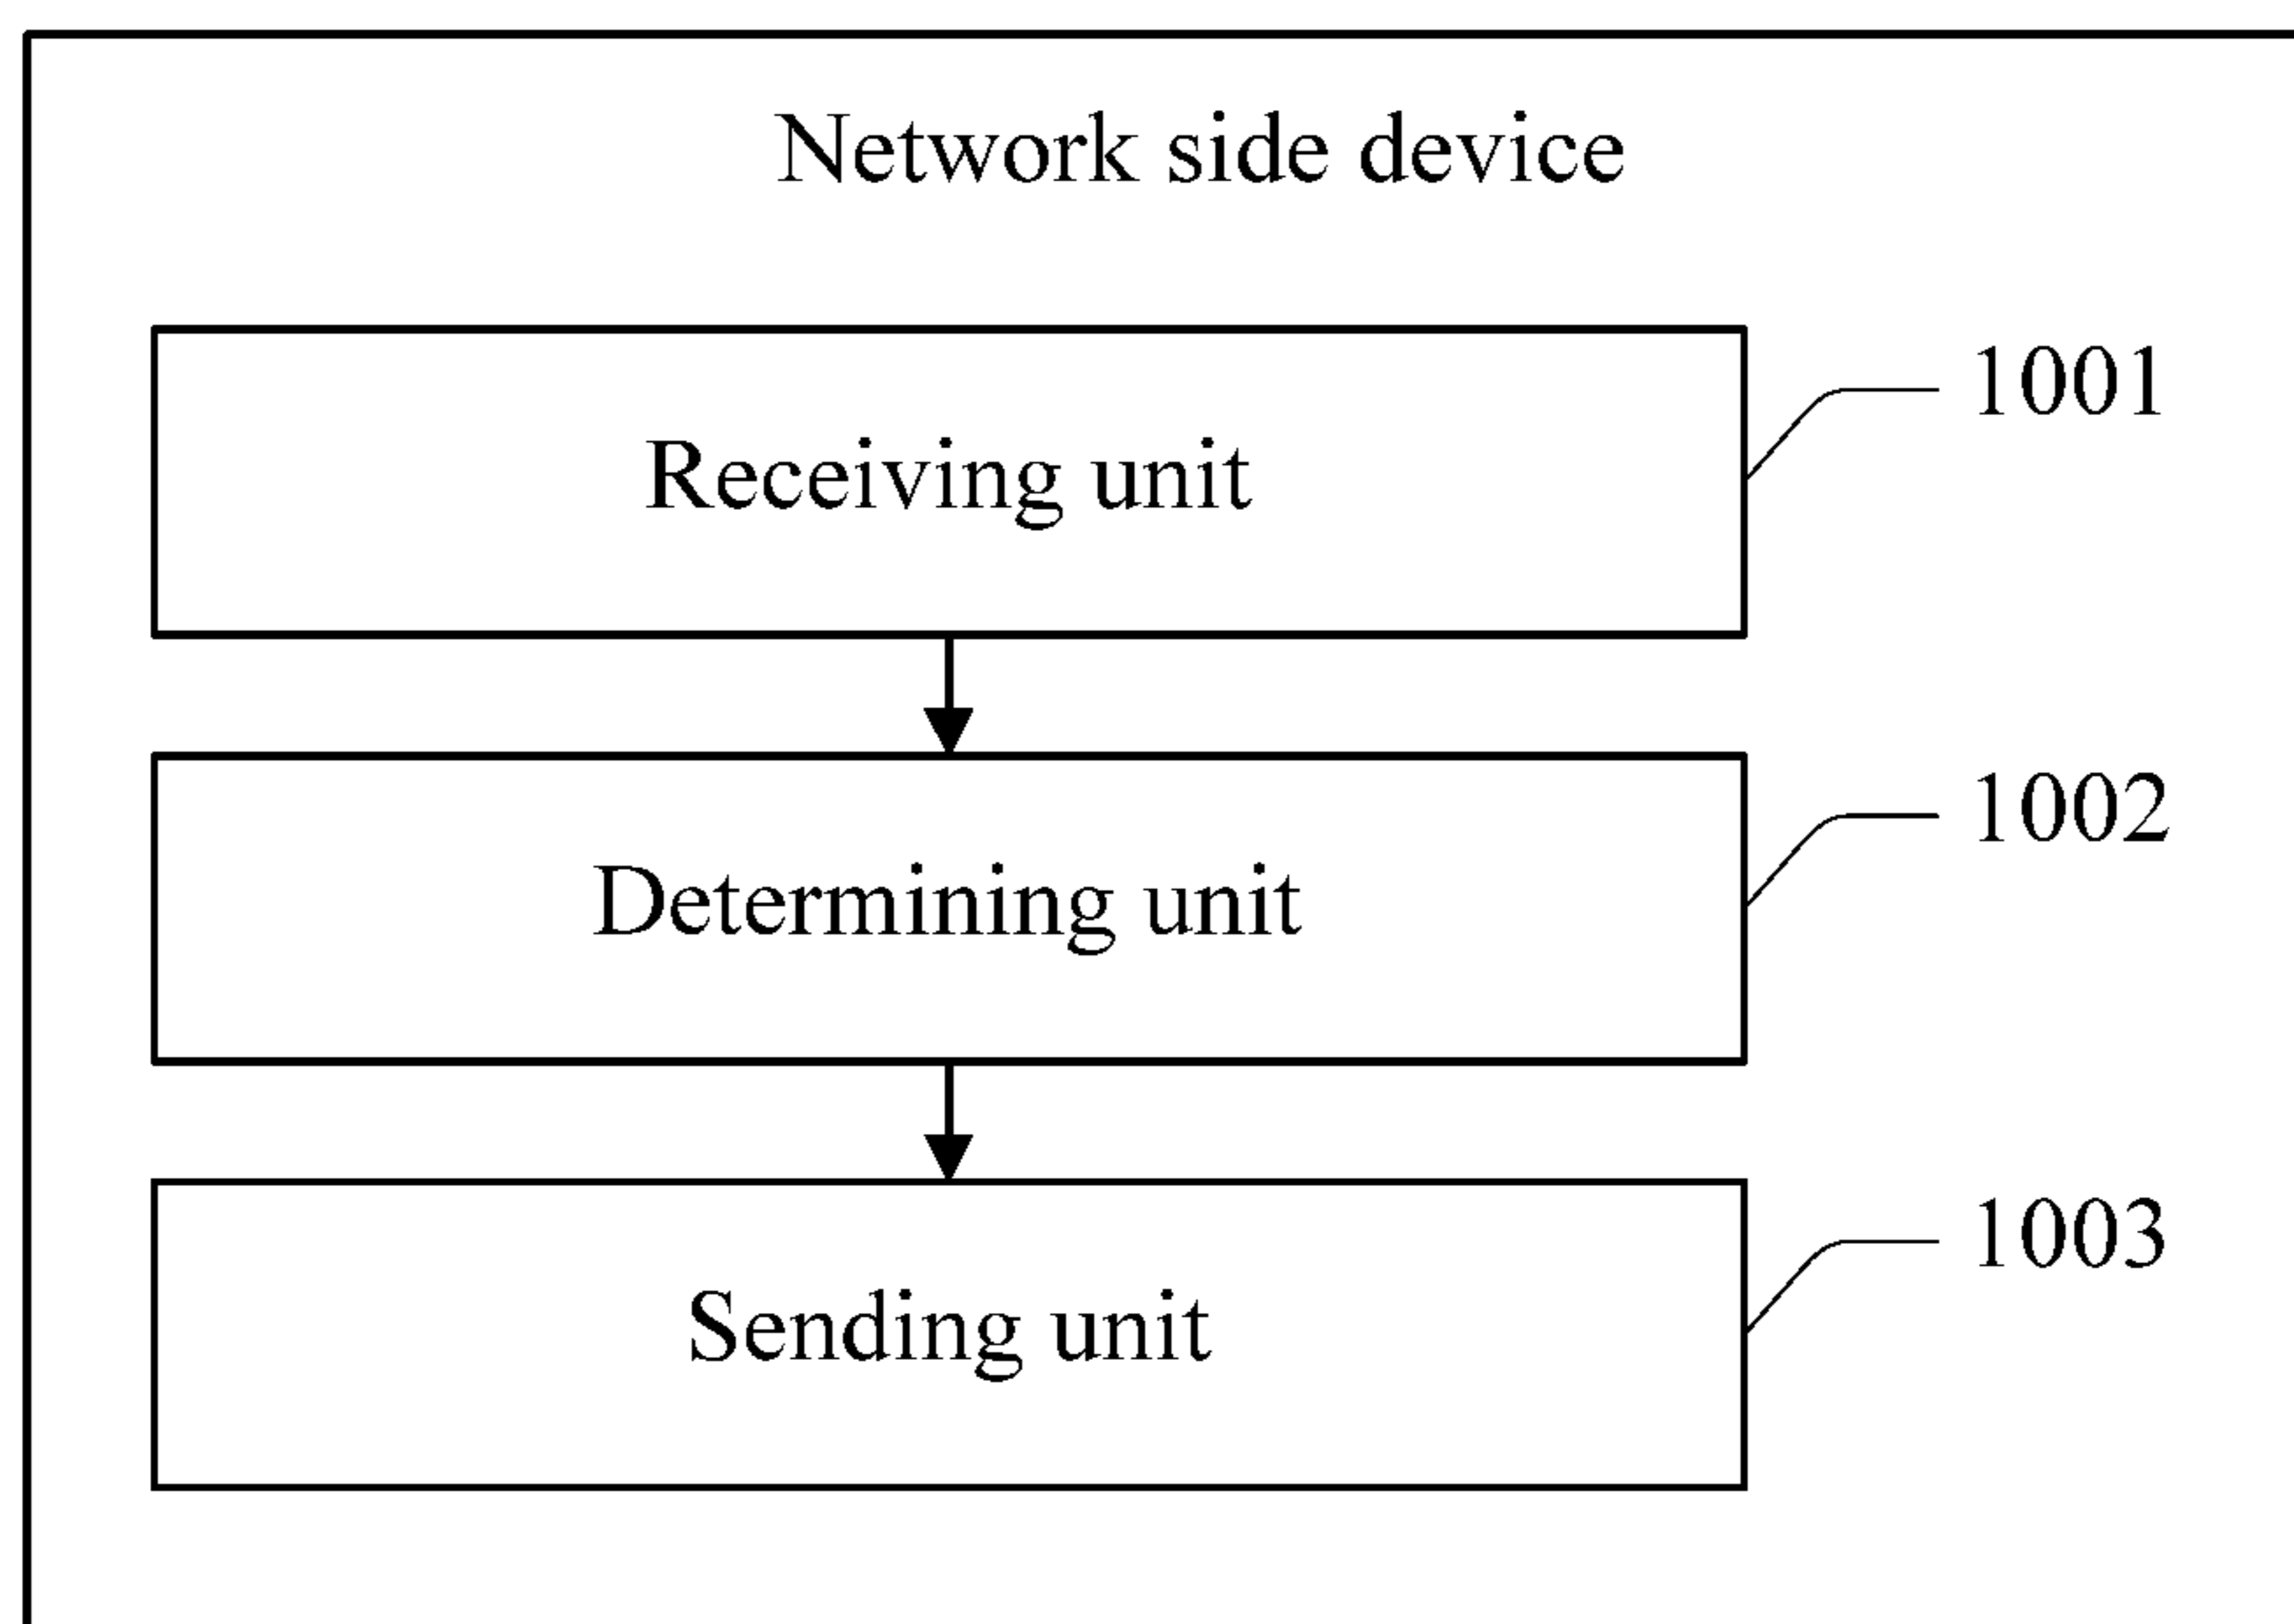 Network side device
Receiving unit
1001
Determining unit
1002
Sending unit
1003